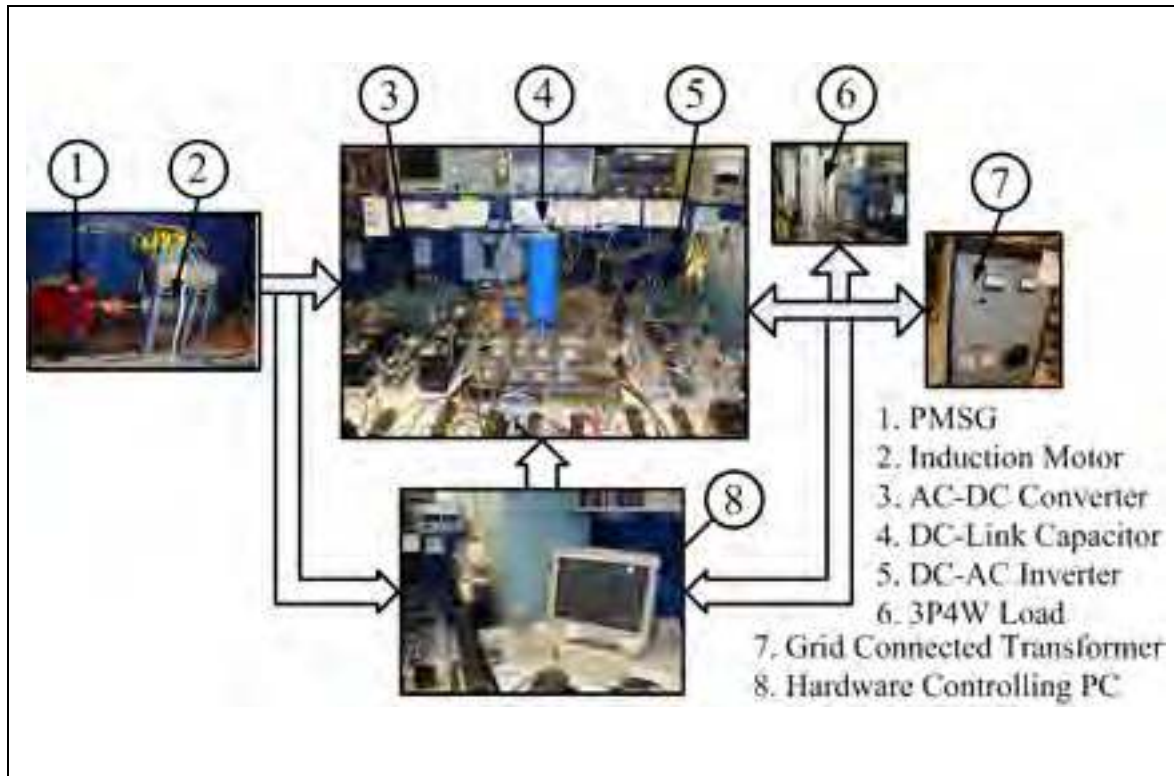 3
4
5
6
1
2
7
8
1. PMSG
2. Induction Motor
3. AC-DC Converter
4. DC-Link Capacitor
5. DC-AC Inverter
6. 3P4W Load
7. Grid Connected Transformer
8. Hardware Controlling PC